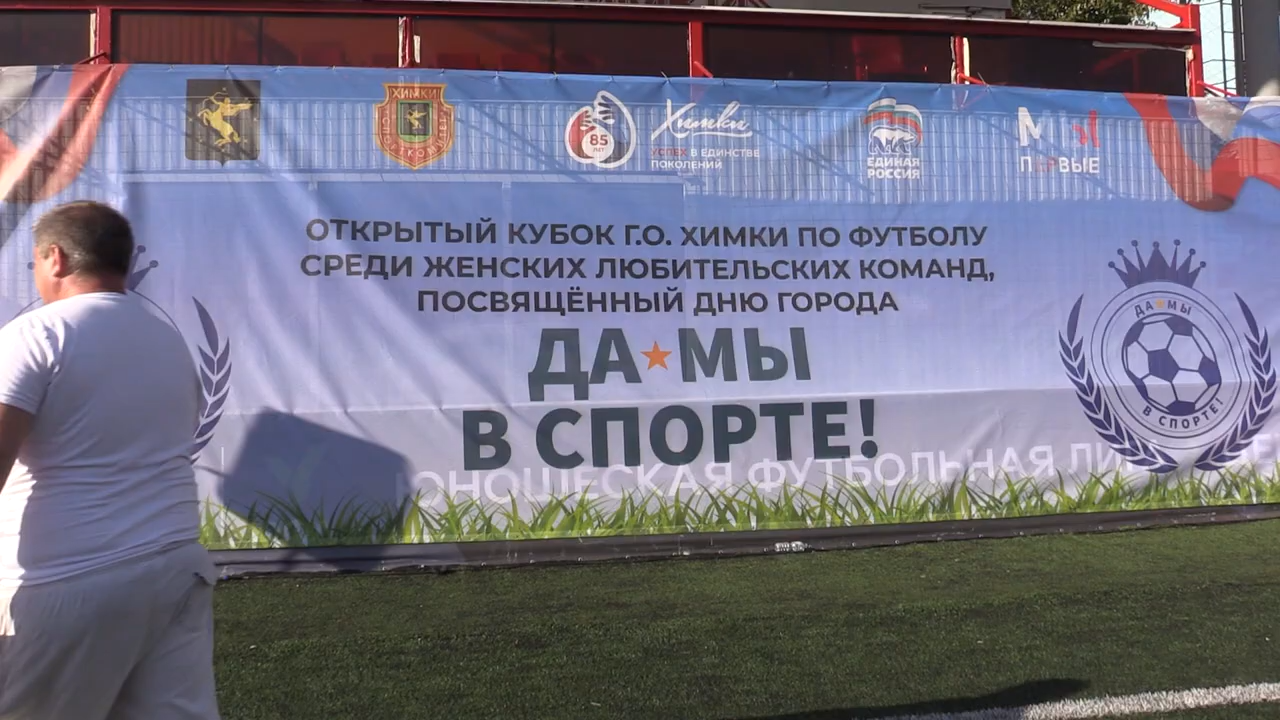 ХИМКИ
СПОРТКОМИТЕТ
85
ЛЕТ
Химки
УСПЕХ В ЕДИНСТВЕ
ПОКОЛЕНИЙ
ЕДИНАЯ
РОССИЯ
МЫ
ПЕРВЫЕ
ОТКРЫТЫЙ КУБОК Г.О. ХИМКИ ПО ФУТБОЛУ
СРЕДИ ЖЕНСКИХ ЛЮБИТЕЛЬСКИХ КОМАНД,
ПОСВЯЩЁННЫЙ ДНЮ ГОРОДА
ДА★МЫ
В СПОРТЕ!
ДА★МЫ
В СПОРТЕ!
ЮНОШЕСКАЯ ФУТБОЛЬНАЯ